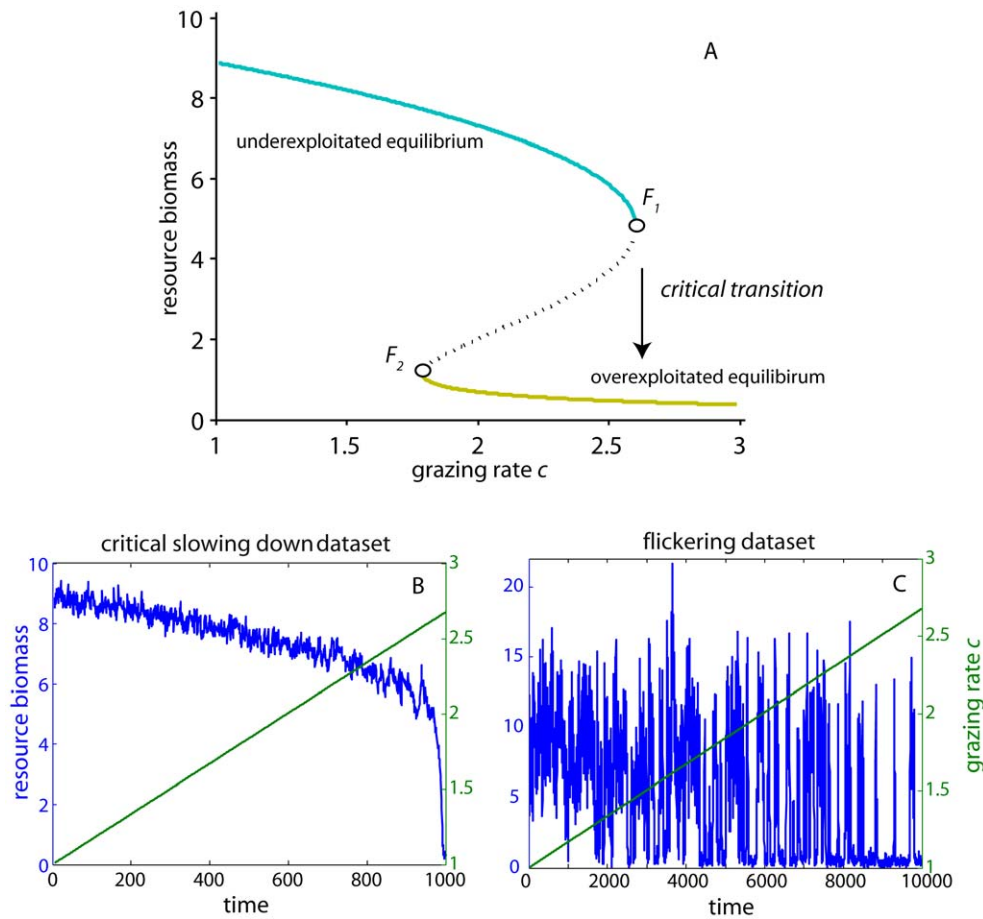 A
10
8
6
4
2
0
resource biomass
underexploitated equilibrium
F1
critical transition
F2
overexploitated equilibirum
1
1.5
2
2.5
3
grazing rate c
critical slowing down dataset
B
10
8
6
4
2
0
resource biomass
3
2.5
2
1.5
1
0
200
400
600
800
1000
time
flickering dataset
C
20
15
10
5
0
3
2.5
2
1.5
1
grazing rate c
0
2000
4000
6000
8000
10000
time